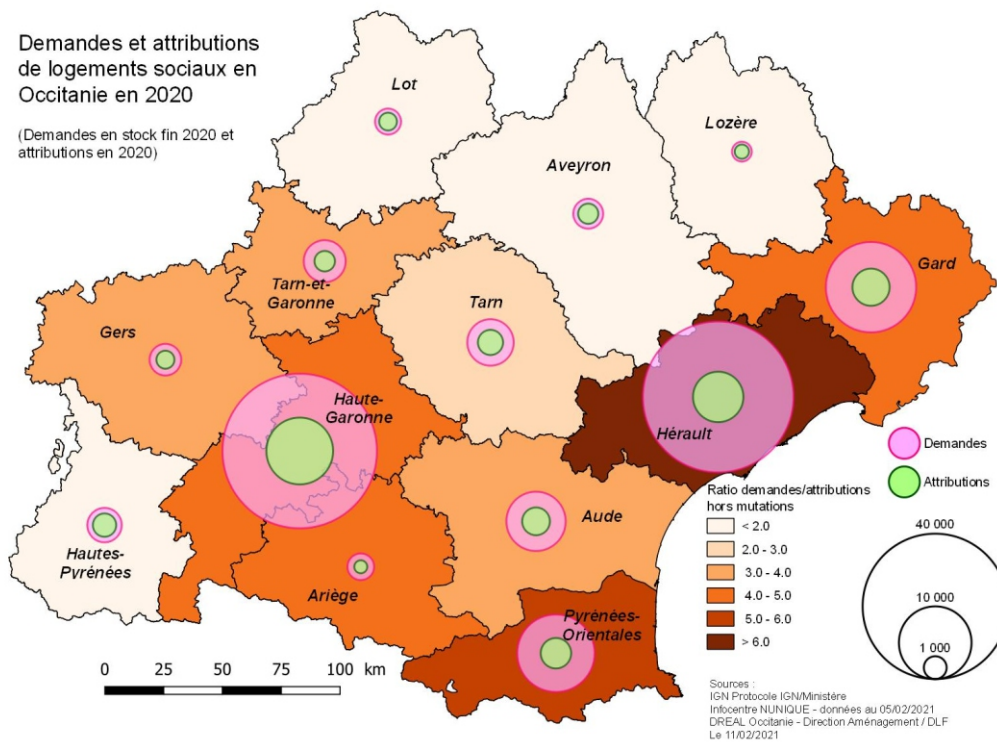 Demandes et attributions
de logements sociaux en
Occitanie en 2020
(Demandes en stock fin 2020 et
attributions en 2020)
Lot
Lozère
Aveyron
Gard
Tarn-et-
Garonne
Tarn
Gers
Haute-
Garonne
Hérault
Hautes-
Pyrénées
Ariège
Aude
Pyrénées-
Orientales
Demandes
Attributions
Ratio demandes/attributions
hors mutations
< 2.0
2.0 - 3.0
3.0 - 4.0
4.0 - 5.0
5.0 - 6.0
> 6.0
40 000
10 000
1 000
0 25 50 75 100 km
Sources :
IGN Protocole IGN/Ministère
Infocentre NUNIQUE - données au 05/02/2021
DREAL Occitanie - Direction Aménagement / DLF
Le 11/02/2021